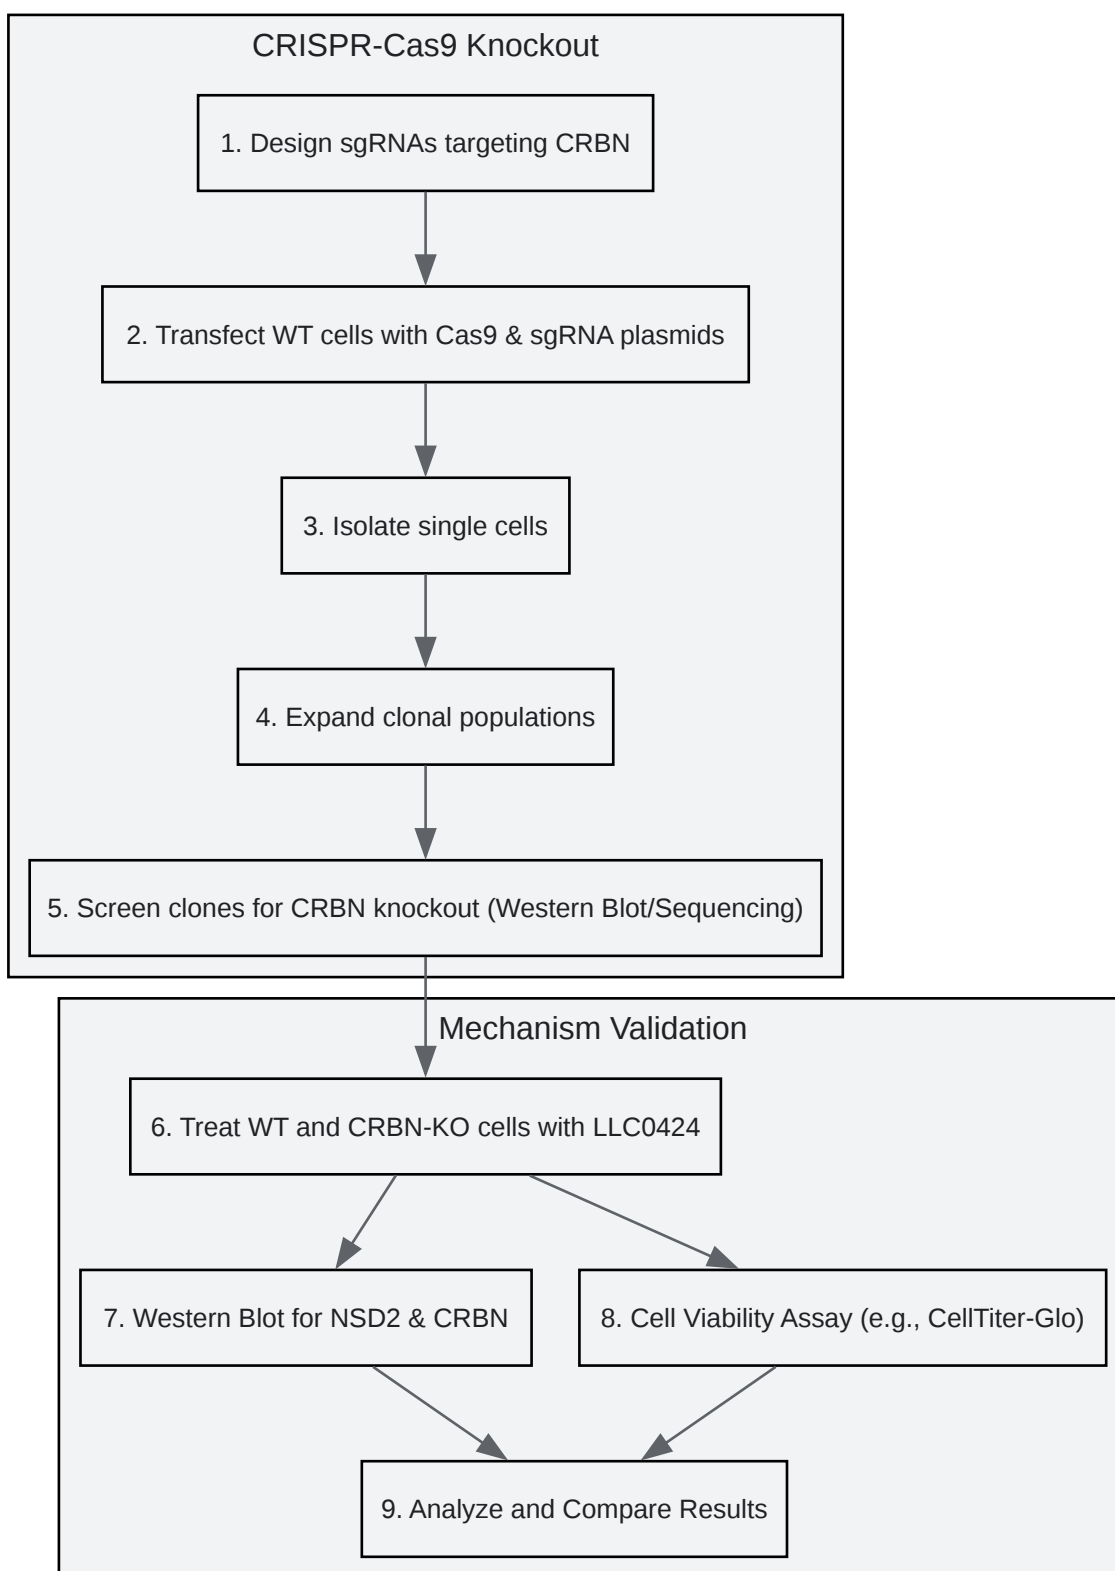 CRISPR-Cas9 Knockout
1. Design sgRNAs targeting CRBN
2. Transfect WT cells with Cas9 & sgRNA plasmids
3. Isolate single cells
4. Expand clonal populations
5. Screen clones for CRBN knockout (Western Blot/Sequencing)
Mechanism Validation
6. Treat WT and CRBN-KO cells with LLC0424
7. Western Blot for NSD2 & CRBN
8. Cell Viability Assay (e.g., CellTiter-Glo)
9. Analyze and Compare Results